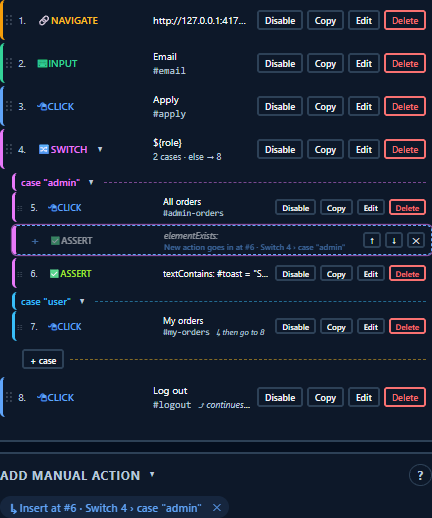 1. NAVIGATE http://127.0.0.1:417... Disable Copy Edit Delete
2. INPUT Email Disable Copy Edit Delete
#email
3. CLICK Apply Disable Copy Edit Delete
#apply
4. SWITCH ▼ ${role} Disable Copy Edit Delete
2 cases · else → 8
case "admin" ▼
5. CLICK All orders Disable Copy Edit Delete
#admin-orders
+ ASSERT elementExists: ↑ ↓ ✕
New action goes in at #6 · Switch 4 › case "admin"
6. ASSERT textContains: #toast = "S... Disable Copy Edit Delete
case "user" ▼
7. CLICK My orders Disable Copy Edit Delete
#my-orders ↳ then go to 8
+ case
8. CLICK Log out Disable Copy Edit Delete
#logout ⤴ continues...
ADD MANUAL ACTION ▼ ?
↳ Insert at #6 · Switch 4 › case "admin" ✕